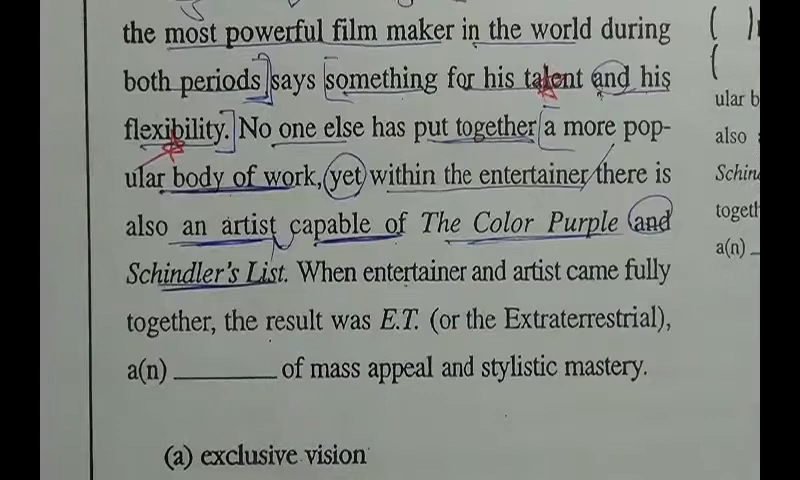 the most powerful film maker in the world during
both periods says something for his talent and his
flexibility. No one else has put together a more pop-
ular body of work, yet within the entertainer there is
also an artist capable of The Color Purple and
Schindler's List. When entertainer and artist came fully
together, the result was E.T. (or the Extraterrestrial),
a(n) ________ of mass appeal and stylistic mastery.
(a) exclusive vision
( )
(
ular b
also
Schin
togeth
a(n)